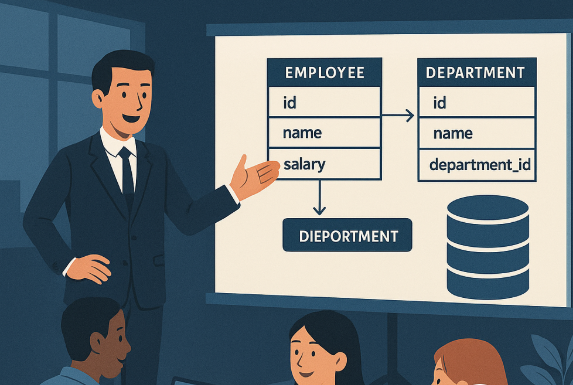 EMPLOYEE
id
name
salary
DEPARTMENT
id
name
department_id
DIEPORTMENT